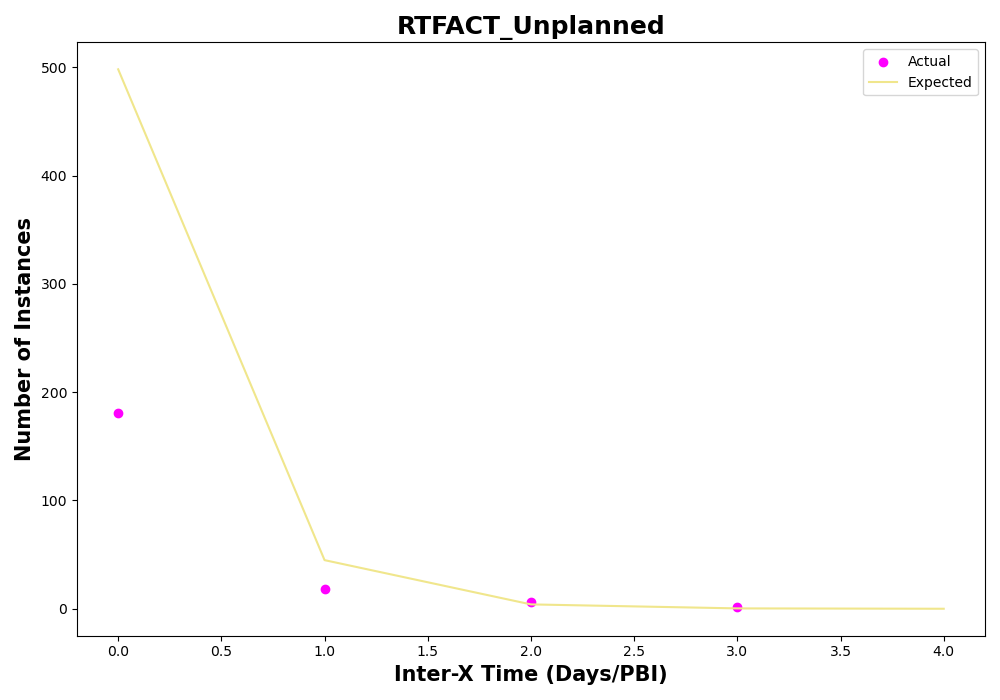 RTFACT_Unplanned
Actual
Expected
500
400
300
200
100
0
Number of Instances
0.0 0.5 1.0 1.5 2.0 2.5 3.0 3.5 4.0
Inter-X Time (Days/PBI)